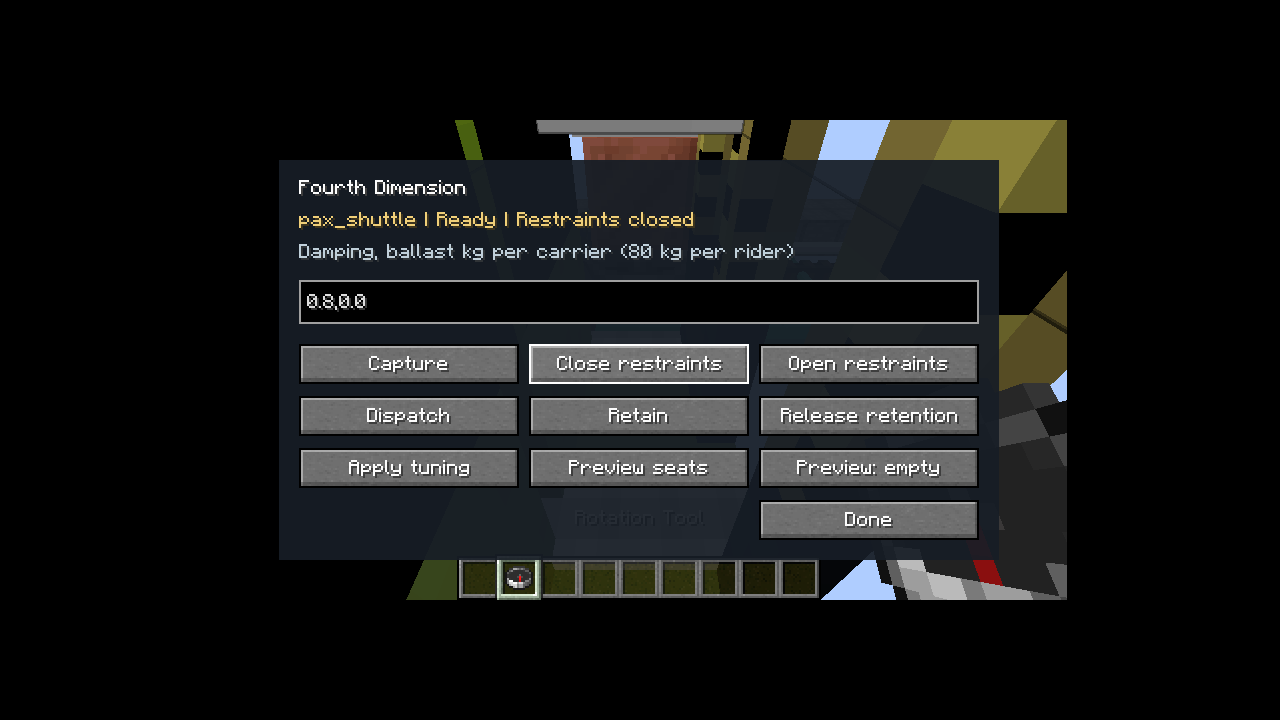 Fourth Dimension
pax_shuttle | Ready | Restraints closed
Damping, ballast kg per carrier (80 kg per rider)
0.8,0.0
Capture
Close restraints
Open restraints
Dispatch
Retain
Release retention
Apply tuning
Preview seats
Preview: empty
Rotation Tool
Done